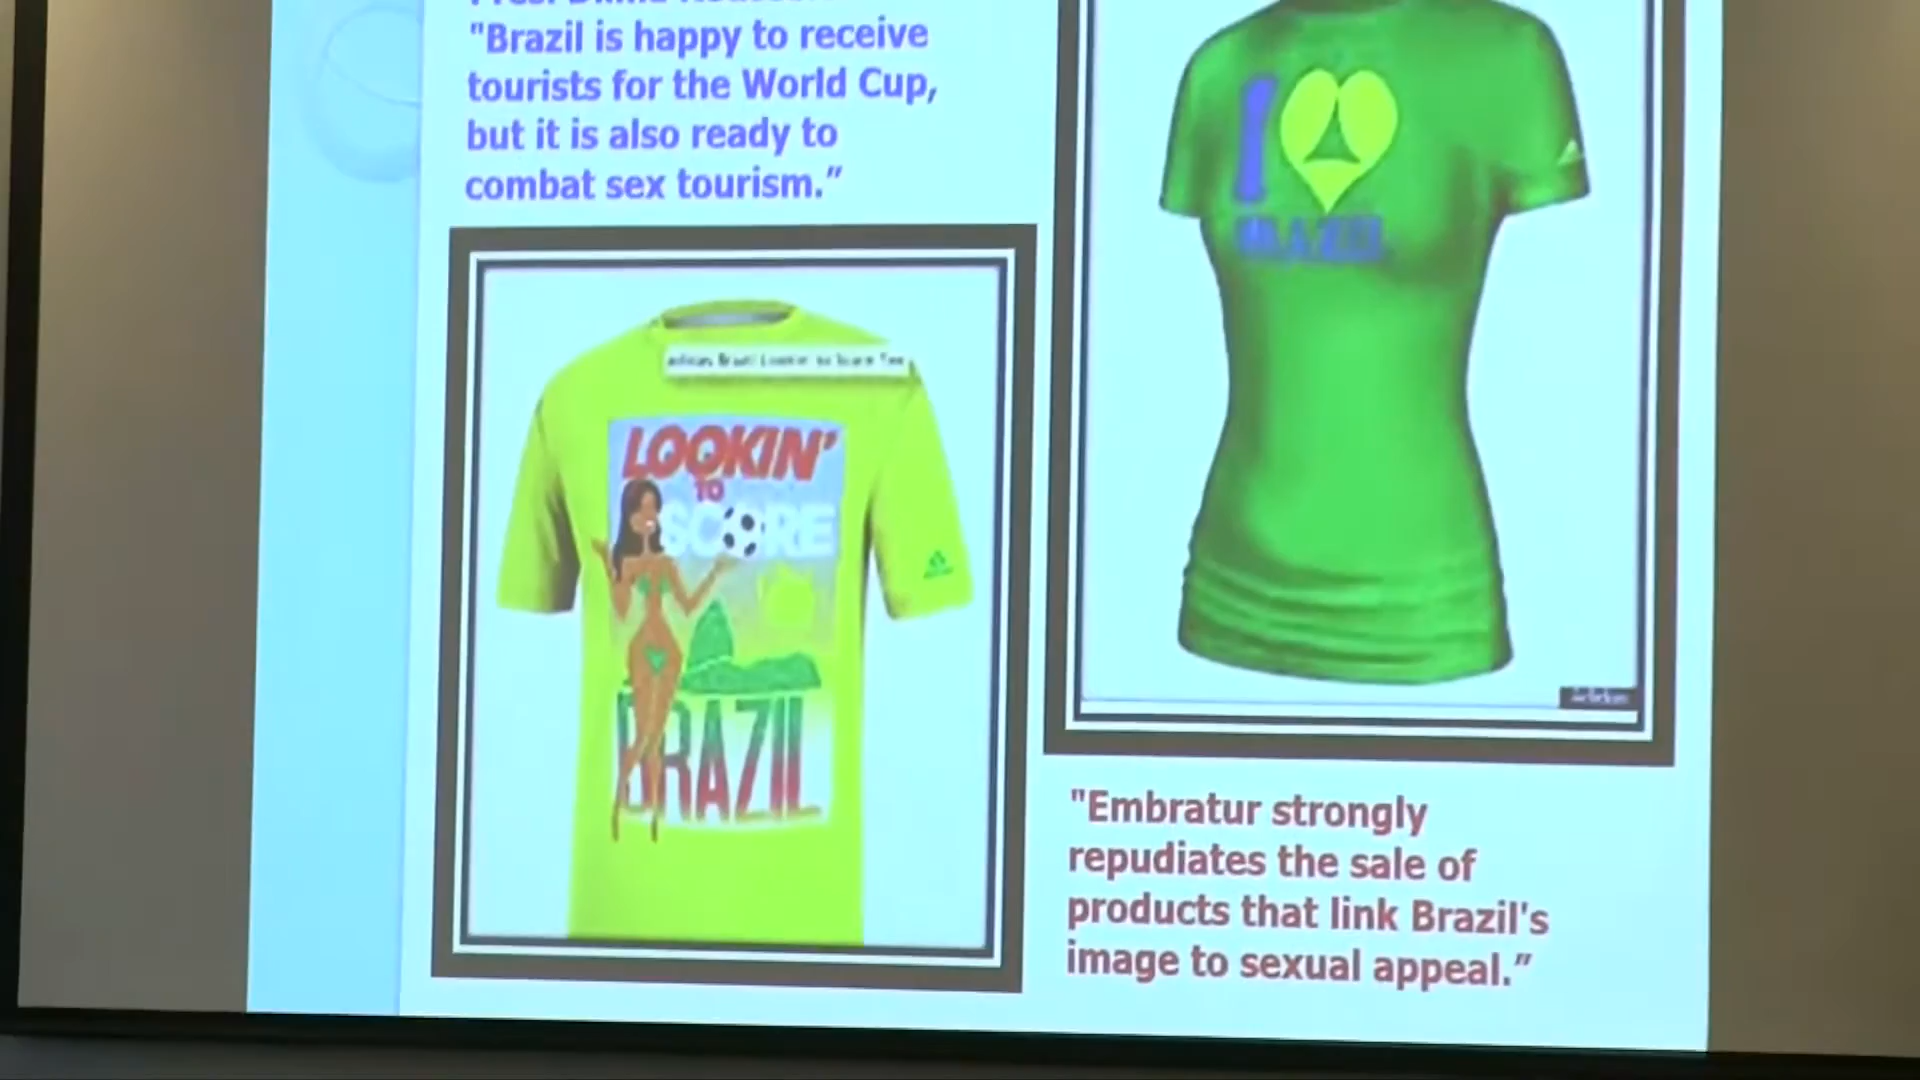 "Brazil is happy to receive
tourists for the World Cup,
but it is also ready to
combat sex tourism.”
I
BRAZIL
LOOKIN'
TO
SCORE
BRAZIL
"Embratur strongly
repudiates the sale of
products that link Brazil's
image to sexual appeal.”